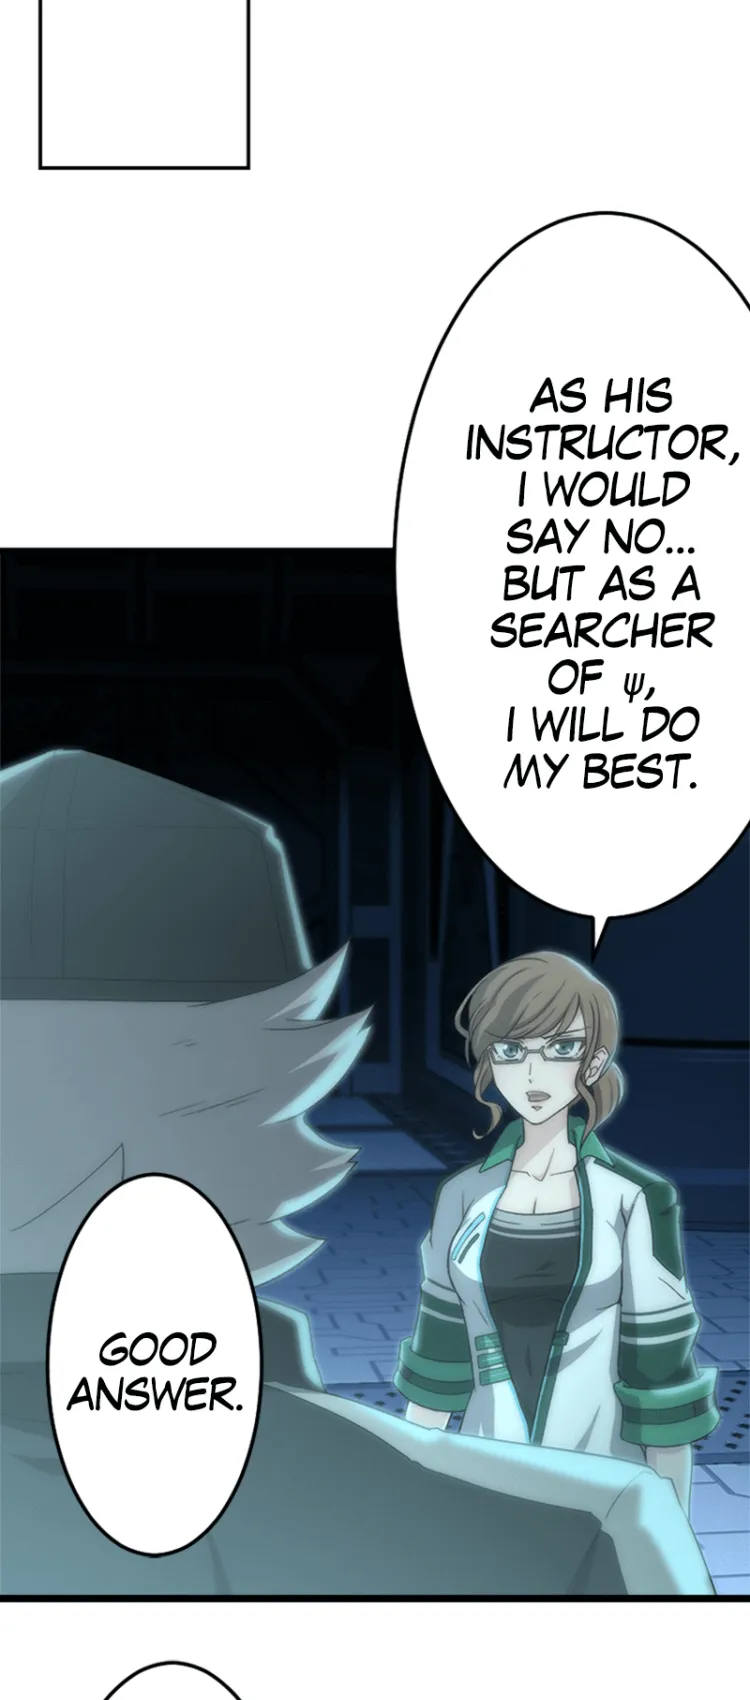 AS HIS
INSTRUCTOR,
I WOULD
SAY NO...
BUT AS A
SEARCHER
OF ψ,
I WILL DO
MY BEST.
GOOD
ANSWER.